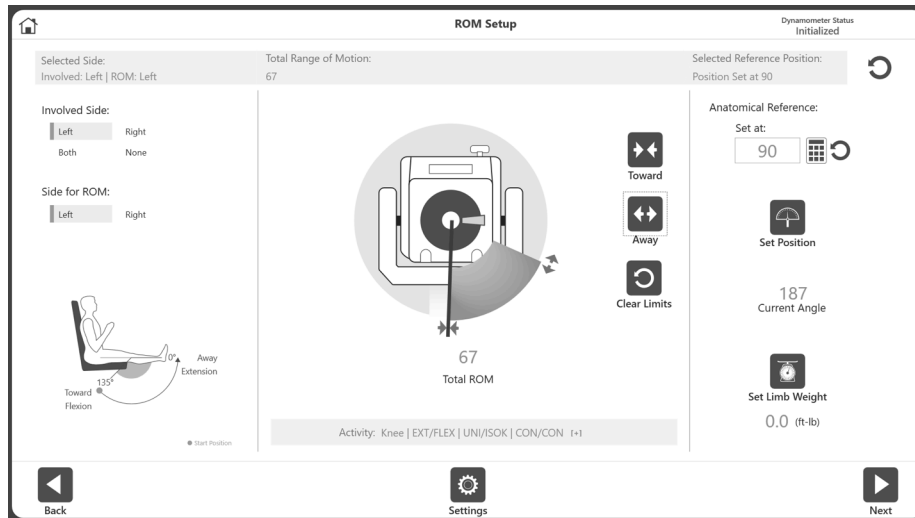 ROM Setup
Dynamometer Status
Initialized
Selected Side:
Involved: Left | ROM: Left
Total Range of Motion:
67
Selected Reference Position:
Position Set at 90
Involved Side:
Left Right
Both None
Side for ROM:
Left Right
0°
Away
Extension
135°
Toward
Flexion
Start Position
Toward
Away
Clear Limits
67
Total ROM
Activity: Knee | EXT/FLEX | UNI/ISOK | CON/CON [+]
Anatomical Reference:
Set at:
90
Set Position
187
Current Angle
Set Limb Weight
0.0 (ft-lb)
Back
Settings
Next